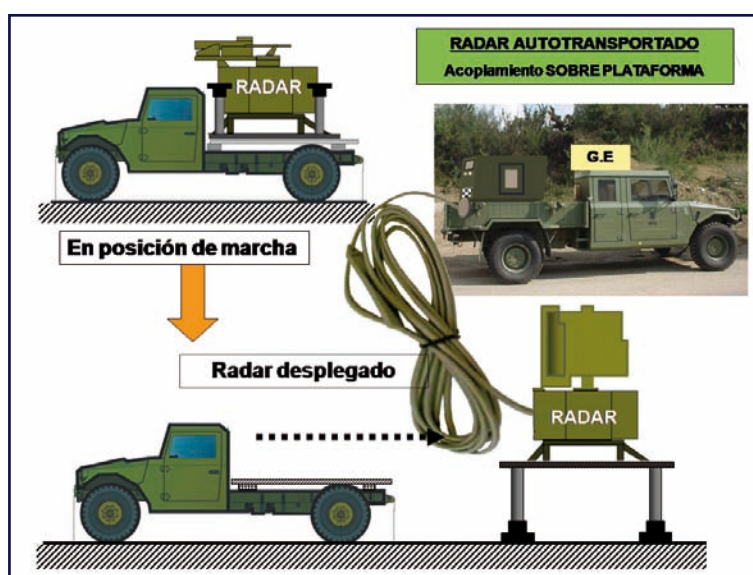 RADAR AUTOTRANSPORTADO
Acoplamiento SOBRE PLATAFORMA
RADAR
G.E
En posición de marcha
Radar desplegado
RADAR